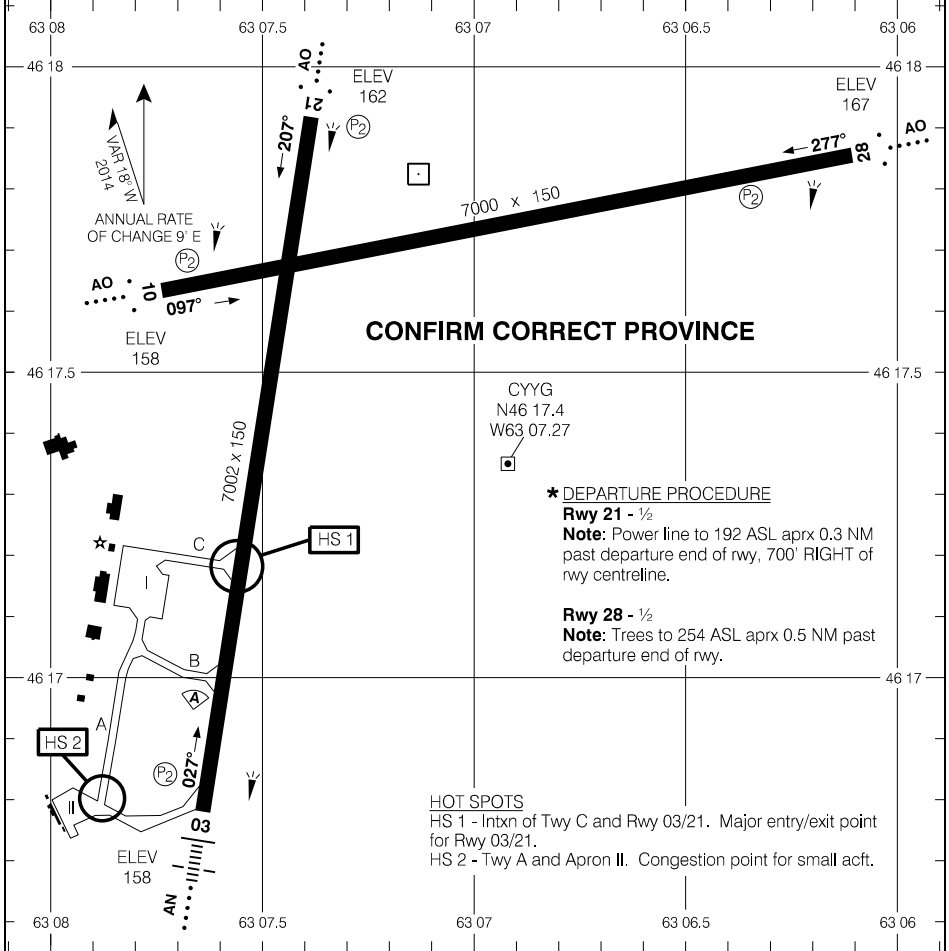 63 08
63 07.5
63 07
63 06.5
63 06
46 18
46 18
AO
21
ELEV
162
P2
207°
ELEV
167
277°
28
AO
P2
VAR 18° W
2014
ANNUAL RATE
OF CHANGE 9' E
7000 x 150
P2
AO
10
097°
ELEV
158
CONFIRM CORRECT PROVINCE
46 17.5
46 17.5
CYYG
N46 17.4
W63 07.27
7002 x 150
* DEPARTURE PROCEDURE
Rwy 21 - ½
Note: Power line to 192 ASL aprx 0.3 NM
past departure end of rwy, 700' RIGHT of
rwy centreline.
Rwy 28 - ½
Note: Trees to 254 ASL aprx 0.5 NM past
departure end of rwy.
C
HS 1
I
B
46 17
46 17
A
A
HS 2
P2
027°
II
03
ELEV
158
AN
HOT SPOTS
HS 1 - Intxn of Twy C and Rwy 03/21. Major entry/exit point
for Rwy 03/21.
HS 2 - Twy A and Apron II. Congestion point for small acft.
63 08
63 07.5
63 07
63 06.5
63 06